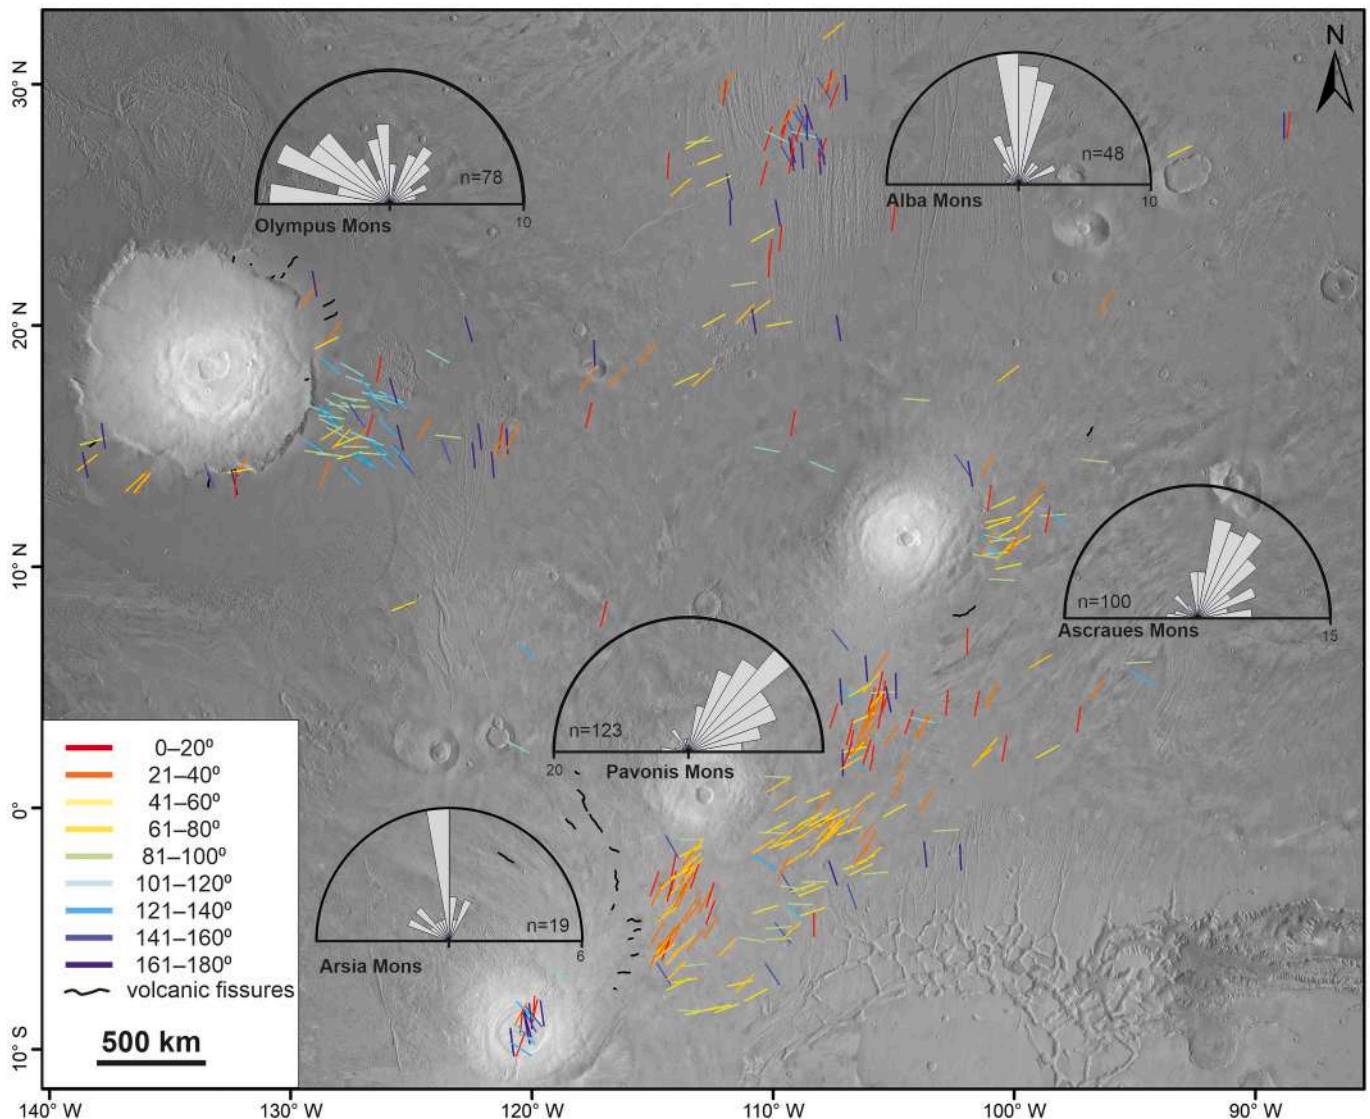 N
30° N
20° N
10° N
0°
10° S
n=78
10
Olympus Mons
n=48
10
Alba Mons
n=100
15
Ascraues Mons
n=123
20
Pavonis Mons
n=19
6
Arsia Mons
0–20º
21–40º
41–60º
61–80º
81–100º
101–120º
121–140º
141–160º
161–180º
volcanic fissures
500 km
140° W
130° W
120° W
110° W
100° W
90° W